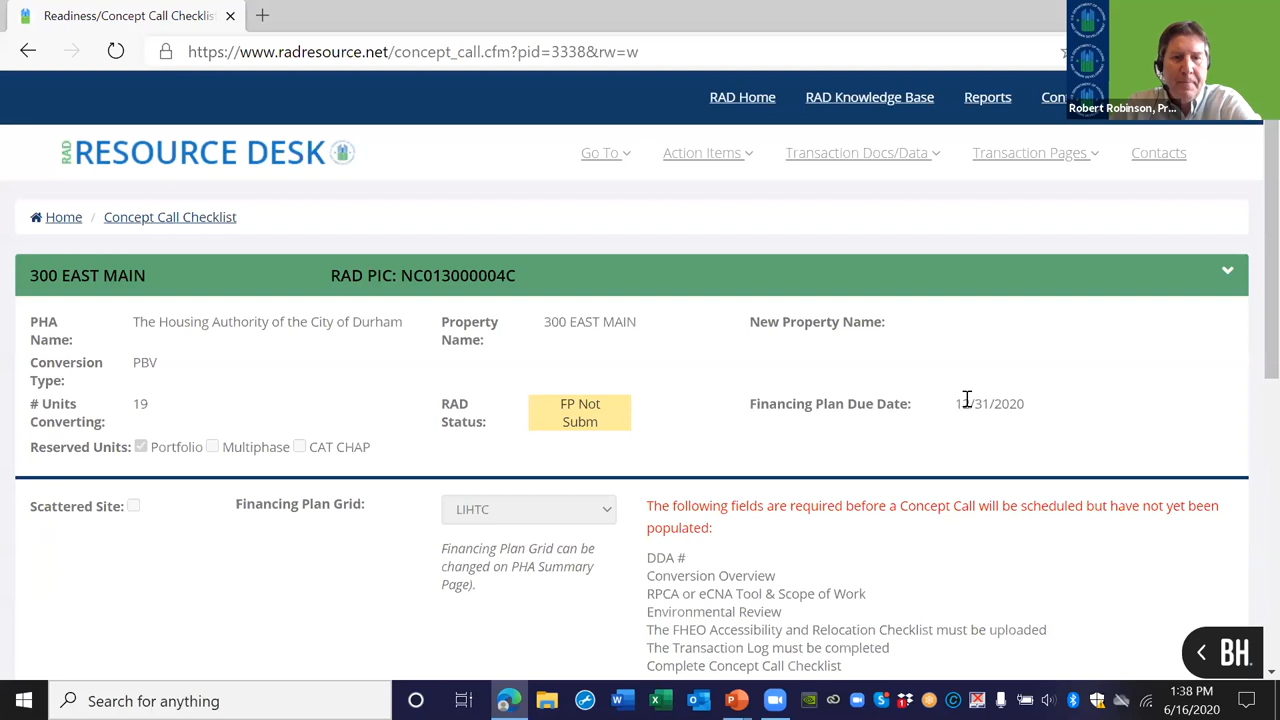 Readiness/Concept Call Checklist
https://www.radresource.net/concept_call.cfm?pid=3338&rw=w
Robert Robinson, Pr...
RAD Home
RAD Knowledge Base
Reports
RAD RESOURCE DESK
Go To
Action Items
Transaction Docs/Data
Transaction Pages
Contacts
Home / Concept Call Checklist
300 EAST MAIN RAD PIC: NC013000004C
PHA Name: The Housing Authority of the City of Durham
Property Name: 300 EAST MAIN
New Property Name:
Conversion Type: PBV
# Units Converting: 19
RAD Status: FP Not Subm
Financing Plan Due Date: 12/31/2020
Reserved Units: Portfolio Multiphase CAT CHAP
Scattered Site:
Financing Plan Grid: LIHTC
Financing Plan Grid can be
changed on PHA Summary
Page).
The following fields are required before a Concept Call will be scheduled but have not yet been
populated:
DDA #
Conversion Overview
RPCA or eCNA Tool & Scope of Work
Environmental Review
The FHEO Accessibility and Relocation Checklist must be uploaded
The Transaction Log must be completed
Complete Concept Call Checklist
BH.
Search for anything
1:38 PM
6/16/2020